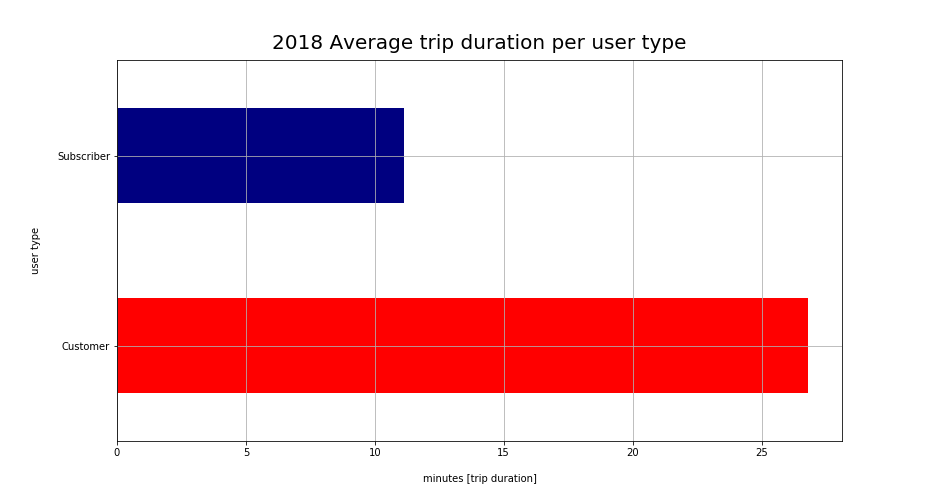 2018 Average trip duration per user type
Subscriber
user type
Customer
0 5 10 15 20 25
minutes [trip duration]